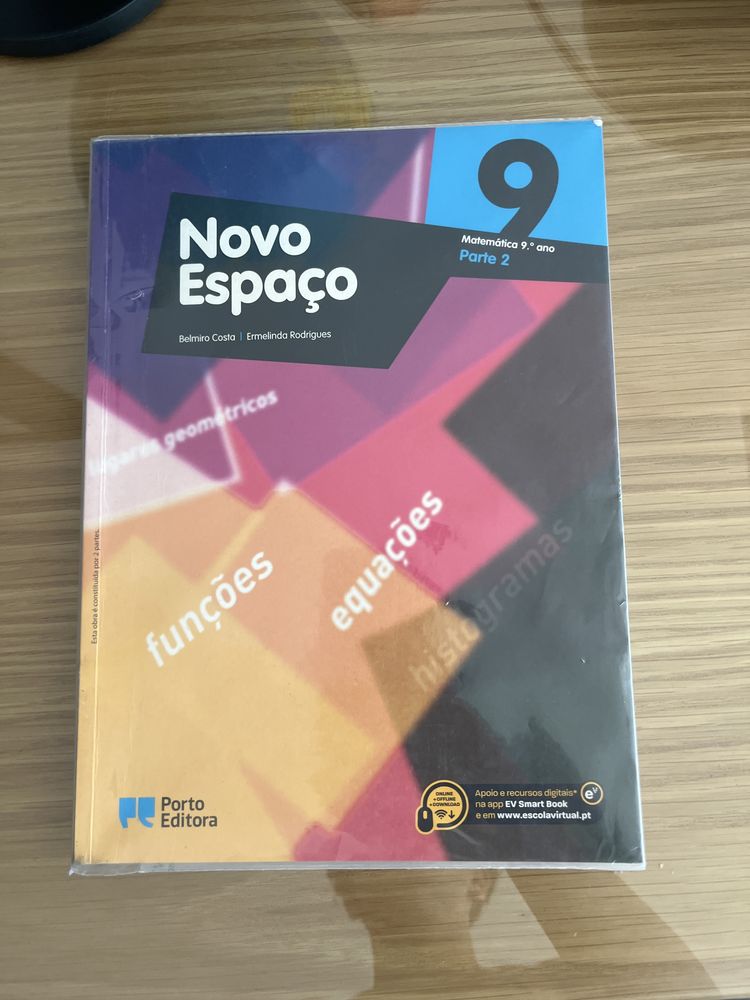 9
Matemática 9.º ano
Parte 2
Novo
Espaço
Belmiro Costa | Ermelinda Rodrigues
lugares geométricos
equações
funções
histogramas
Esta obra é constituída por 2 partes.
Porto
Editora
ONLINE
+OFFLINE
+DOWNLOAD
Apoio e recursos digitais*
na app EV Smart Book
e em www.escolavirtual.pt
eV